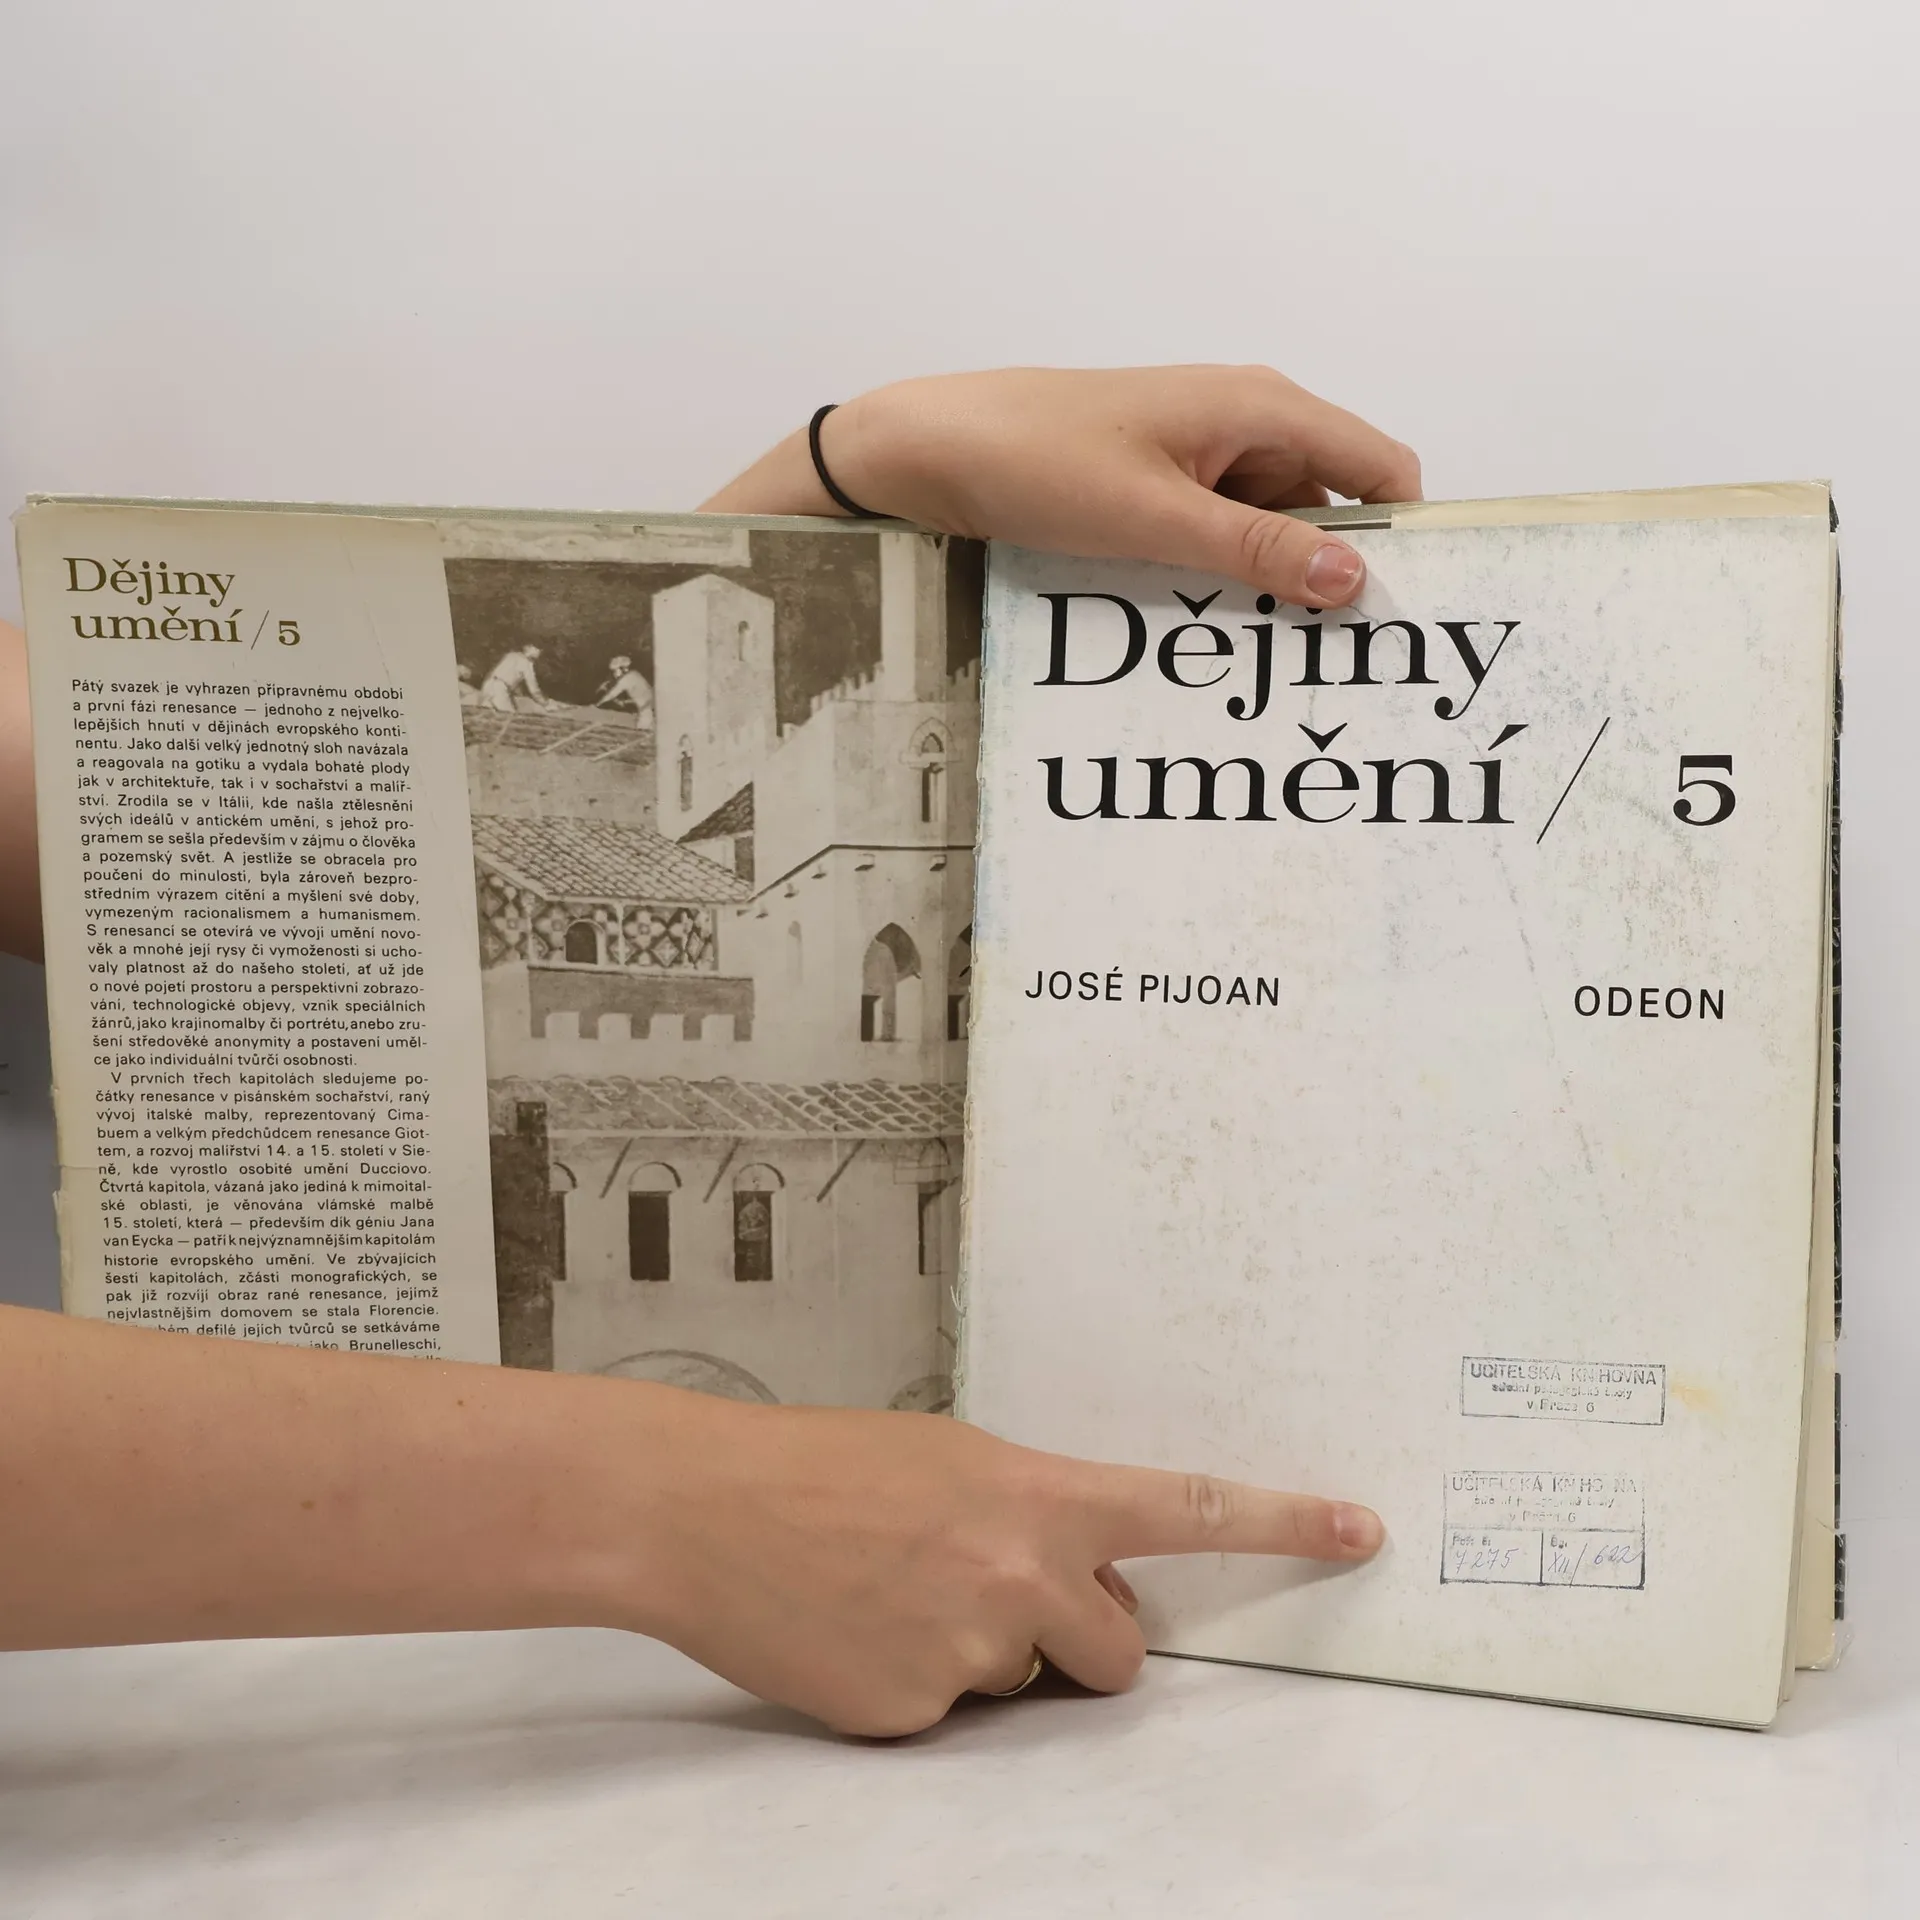 Dějiny
umění / 5
Pátý svazek je vyhrazen přípravnému období
a první fázi renesance — jednoho z nejvelko-
lepějších hnutí v dějinách evropského konti-
nentu. Jako další velký jednotný sloh navázala
a reagovala na gotiku a vydala bohaté plody
jak v architektuře, tak i v sochařství a malíř-
ství. Zrodila se v Itálii, kde našla ztělesnění
svých ideálů v antickém umění, s jehož pro-
gramem se sešla především v zájmu o člověka
a pozemský svět. A jestliže se obracela pro
poučení do minulosti, byla zároveň bezpro-
středním výrazem cítění a myšlení své doby,
vymezeným racionalismem a humanismem.
S renesancí se otevírá ve vývoji umění novo-
věk a mnohé její rysy či vymoženosti si ucho-
valy platnost až do našeho století, ať už jde
o nové pojetí prostoru a perspektivní zobrazo-
vání, technologické objevy, vznik speciálních
žánrů, jako krajinomalby či portrétu, anebo zru-
šení středověké anonymity a postavení uměl-
ce jako individuální tvůrčí osobnosti.
V prvních třech kapitolách sledujeme po-
čátky renesance v pisánském sochařství, raný
vývoj italské malby, reprezentovaný Cima-
buem a velkým předchůdcem renesance Giot-
tem, a rozvoj malířství 14. a 15. století v Sie-
ně, kde vyrostlo osobité umění Ducciovo.
Čtvrtá kapitola, vázaná jako jediná k mimoital-
ské oblasti, je věnována vlámské malbě
15. století, která — především dík géniu Jana
van Eycka — patří k nejvýznamnějším kapitolám
historie evropského umění. Ve zbývajících
šesti kapitolách, zčásti monografických, se
pak již rozvíjí obraz rané renesance, jejímž
nejvlastnějším domovem se stala Florencie.
defilé jejích tvůrců se setkáváme
jako Brunelleschi,
Dějiny
umění / 5
JOSÉ PIJOAN ODEON
UČITELSKÁ KNIHOVNA
střední pedagogické školy
v Praze 6
UČITELSKÁ KNIHOVNA
střední pedagogické školy
v Praze 6
7275 XII/622